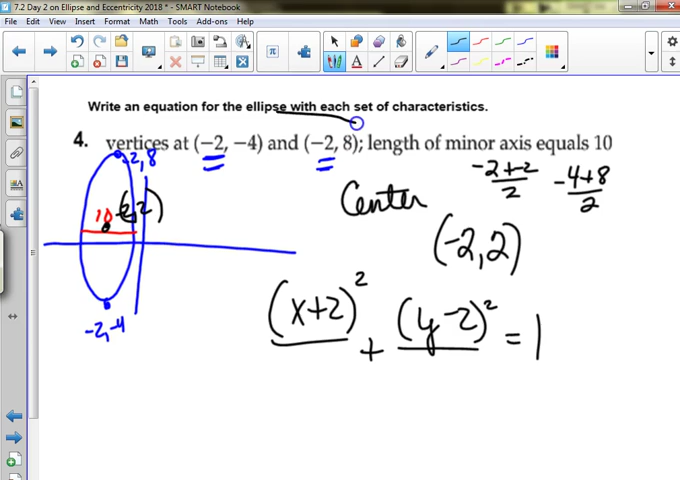 7.2 Day 2 on Ellipse and Eccentricity 2018 * - SMART Notebook
File Edit View Insert Format Tools Add-ons Help
Write an equation for the ellipse with each set of characteristics.
4. vertices at (−2, −4) and (−2, 8); length of minor axis equals 10
-2, 8
-2+-2
2
-4+8
2
10
(-2, 2)
Center
(-2, 2)
(x+2)² + (y-2)² = 1
-2, -4